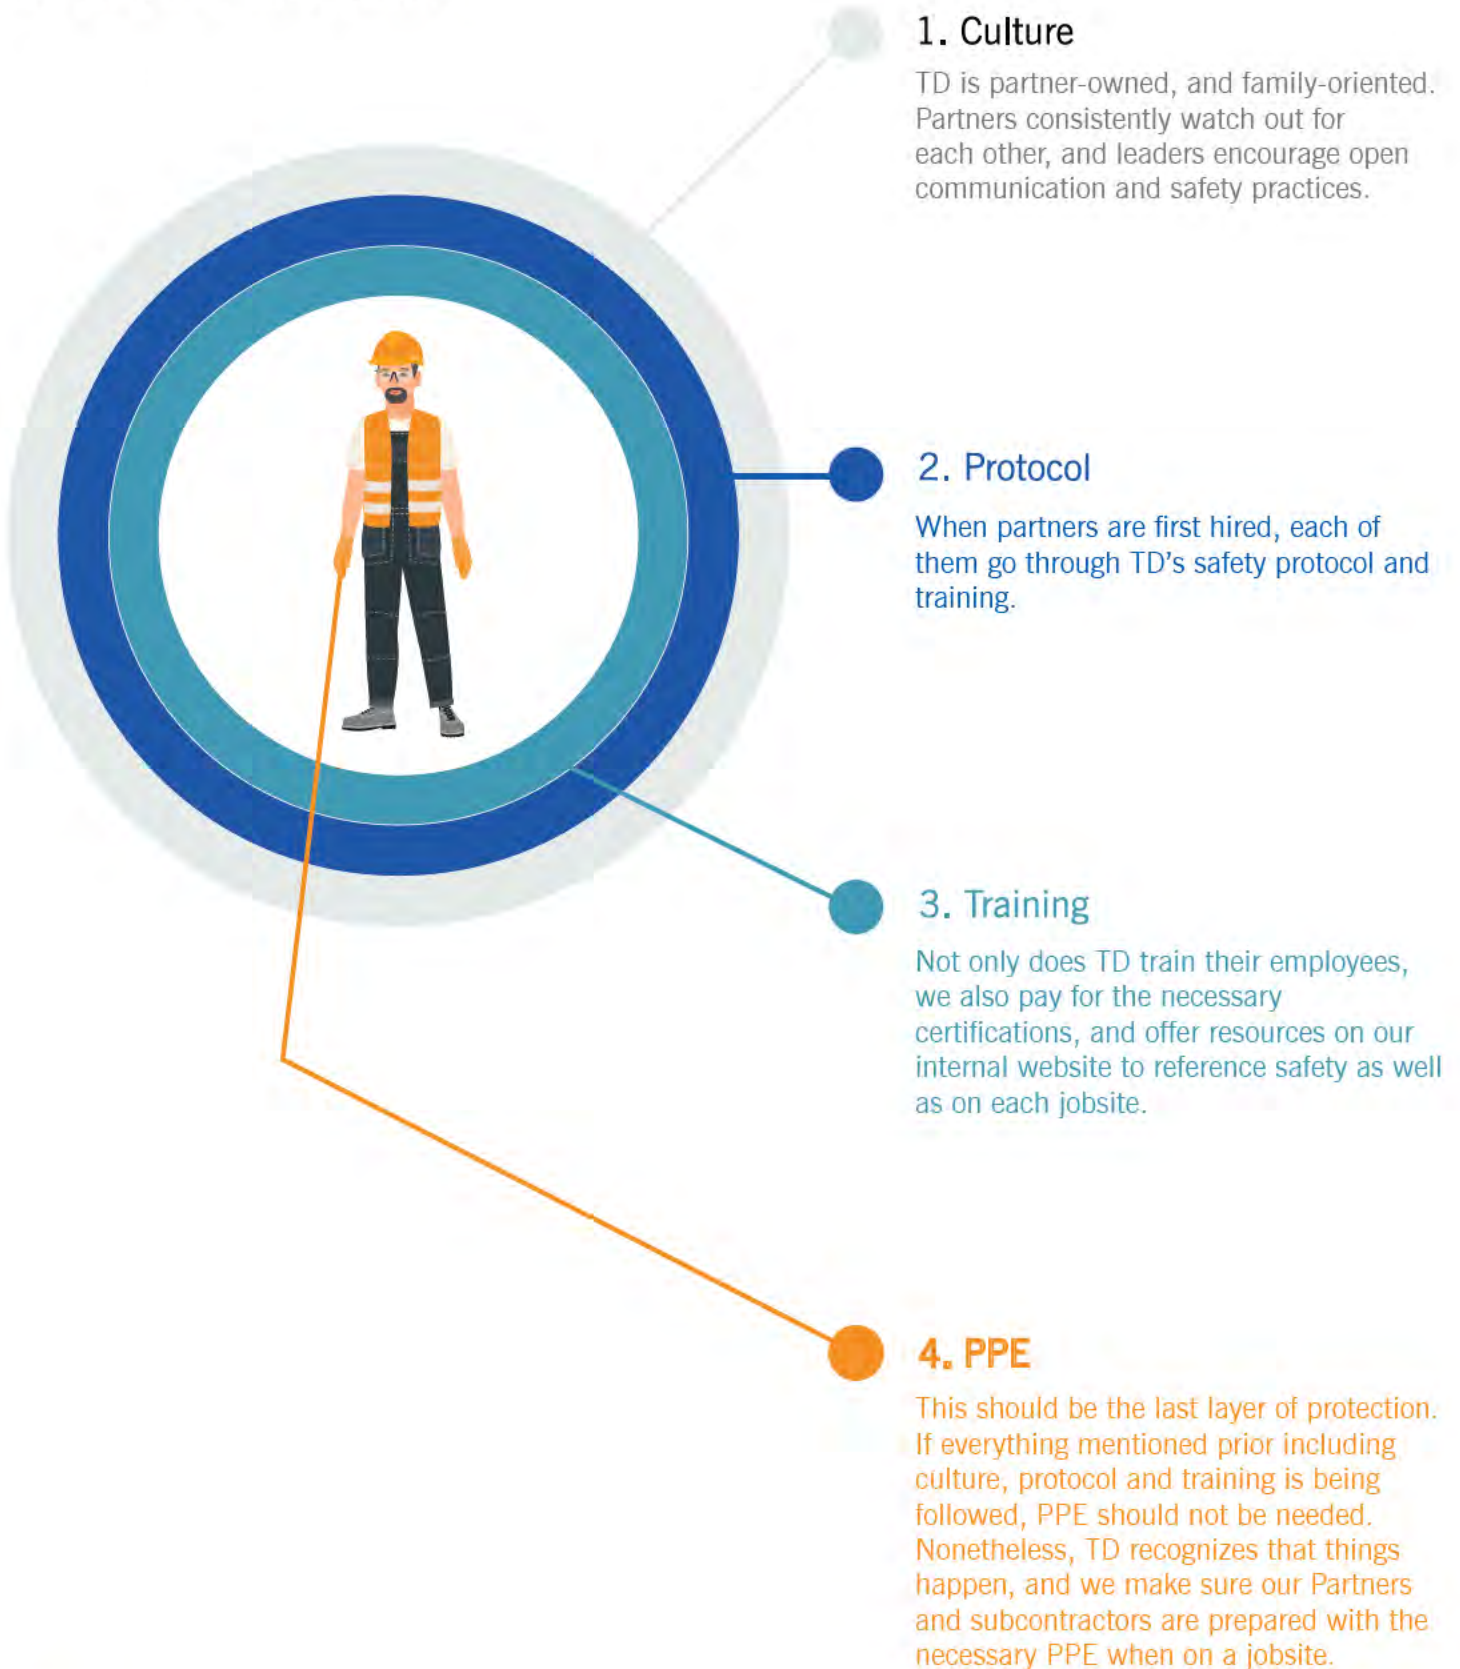 1. Culture
TD is partner-owned, and family-oriented.
Partners consistently watch out for
each other, and leaders encourage open
communication and safety practices.
2. Protocol
When partners are first hired, each of
them go through TD's safety protocol and
training.
3. Training
Not only does TD train their employees,
we also pay for the necessary
certifications, and offer resources on our
internal website to reference safety as well
as on each jobsite.
4. PPE
This should be the last layer of protection.
If everything mentioned prior including
culture, protocol and training is being
followed, PPE should not be needed.
Nonetheless, TD recognizes that things
happen, and we make sure our Partners
and subcontractors are prepared with the
necessary PPE when on a jobsite.